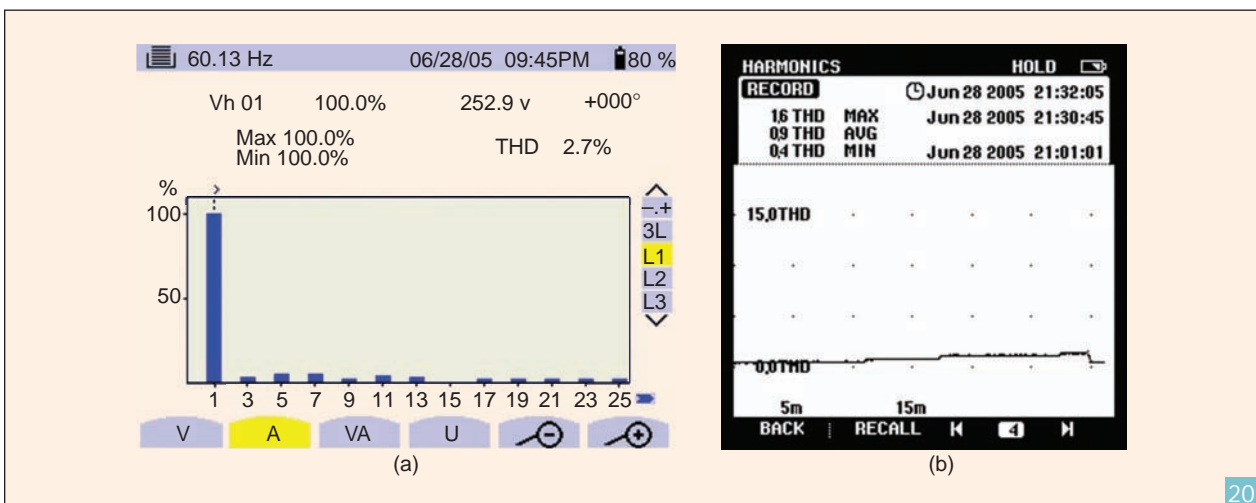 60.13 Hz 06/28/05 09:45PM 80 %
Vh 01 100.0% 252.9 v +000°
Max 100.0%
Min 100.0%
THD 2.7%
%
100
50
–.+
3L
L1
L2
L3
1 3 5 7 9 11 13 15 17 19 21 23 25
V A VA U
(a)
HARMONICS HOLD
RECORD Jun 28 2005 21:32:05
1,6 THD MAX Jun 28 2005 21:30:45
0,9 THD AVG
0,4 THD MIN Jun 28 2005 21:01:01
15,0THD
0,0THD
5m 15m
BACK RECALL 4
(b)
20